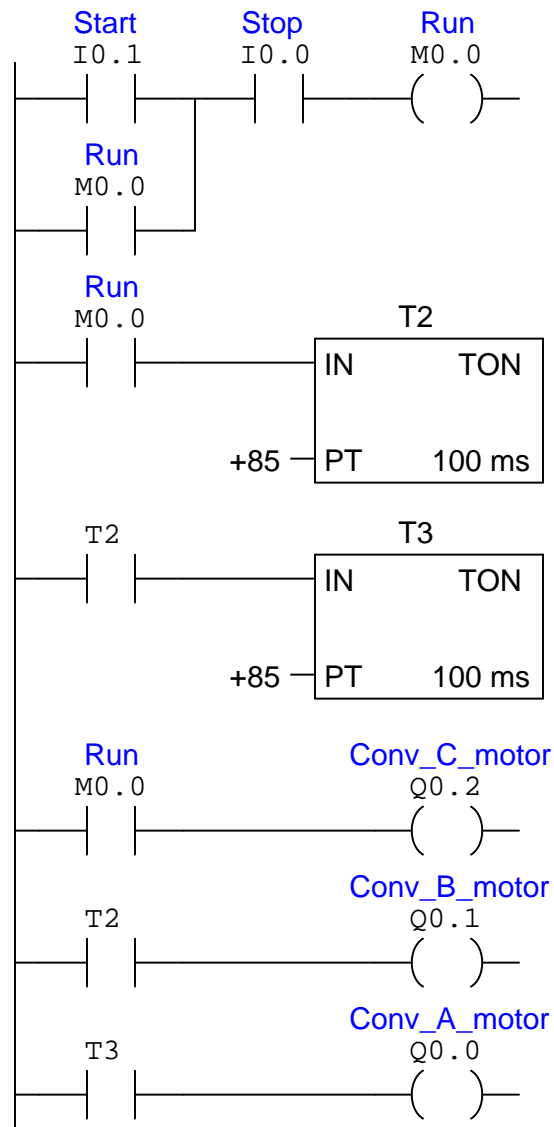 Start Stop Run
I0.1 I0.0 M0.0
Run
M0.0
Run
M0.0
T2
IN TON
+85 PT 100 ms
T2
T3
IN TON
+85 PT 100 ms
Run Conv_C_motor
M0.0 Q0.2
Conv_B_motor
T2 Q0.1
Conv_A_motor
T3 Q0.0